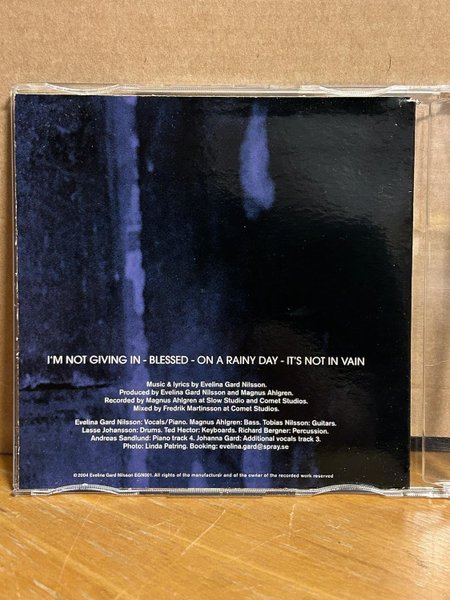 I'M NOT GIVING IN - BLESSED - ON A RAINY DAY - IT'S NOT IN VAIN
Music & lyrics by Evelina Gard Nilsson.
Produced by Evelina Gard Nilsson and Magnus Ahlgren.
Recorded by Magnus Ahlgren at Slow Studio and Comet Studios.
Mixed by Fredrik Martinsson at Comet Studios.
Evelina Gard Nilsson: Vocals/Piano. Magnus Ahlgren: Bass. Tobias Nilsson: Guitars.
Lasse Johansson: Drums. Ted Hector: Keyboards. Richard Bergner: Percussion.
Andreas Sandlund: Piano track 4. Johanna Gard: Additional vocals track 3.
Photo: Linda Patring. Booking: evelina.gard@spray.se
© 2004 Evelina Gard Nilsson EGN001. All rights of the manufacturer and of the owner of the recorded work reserved